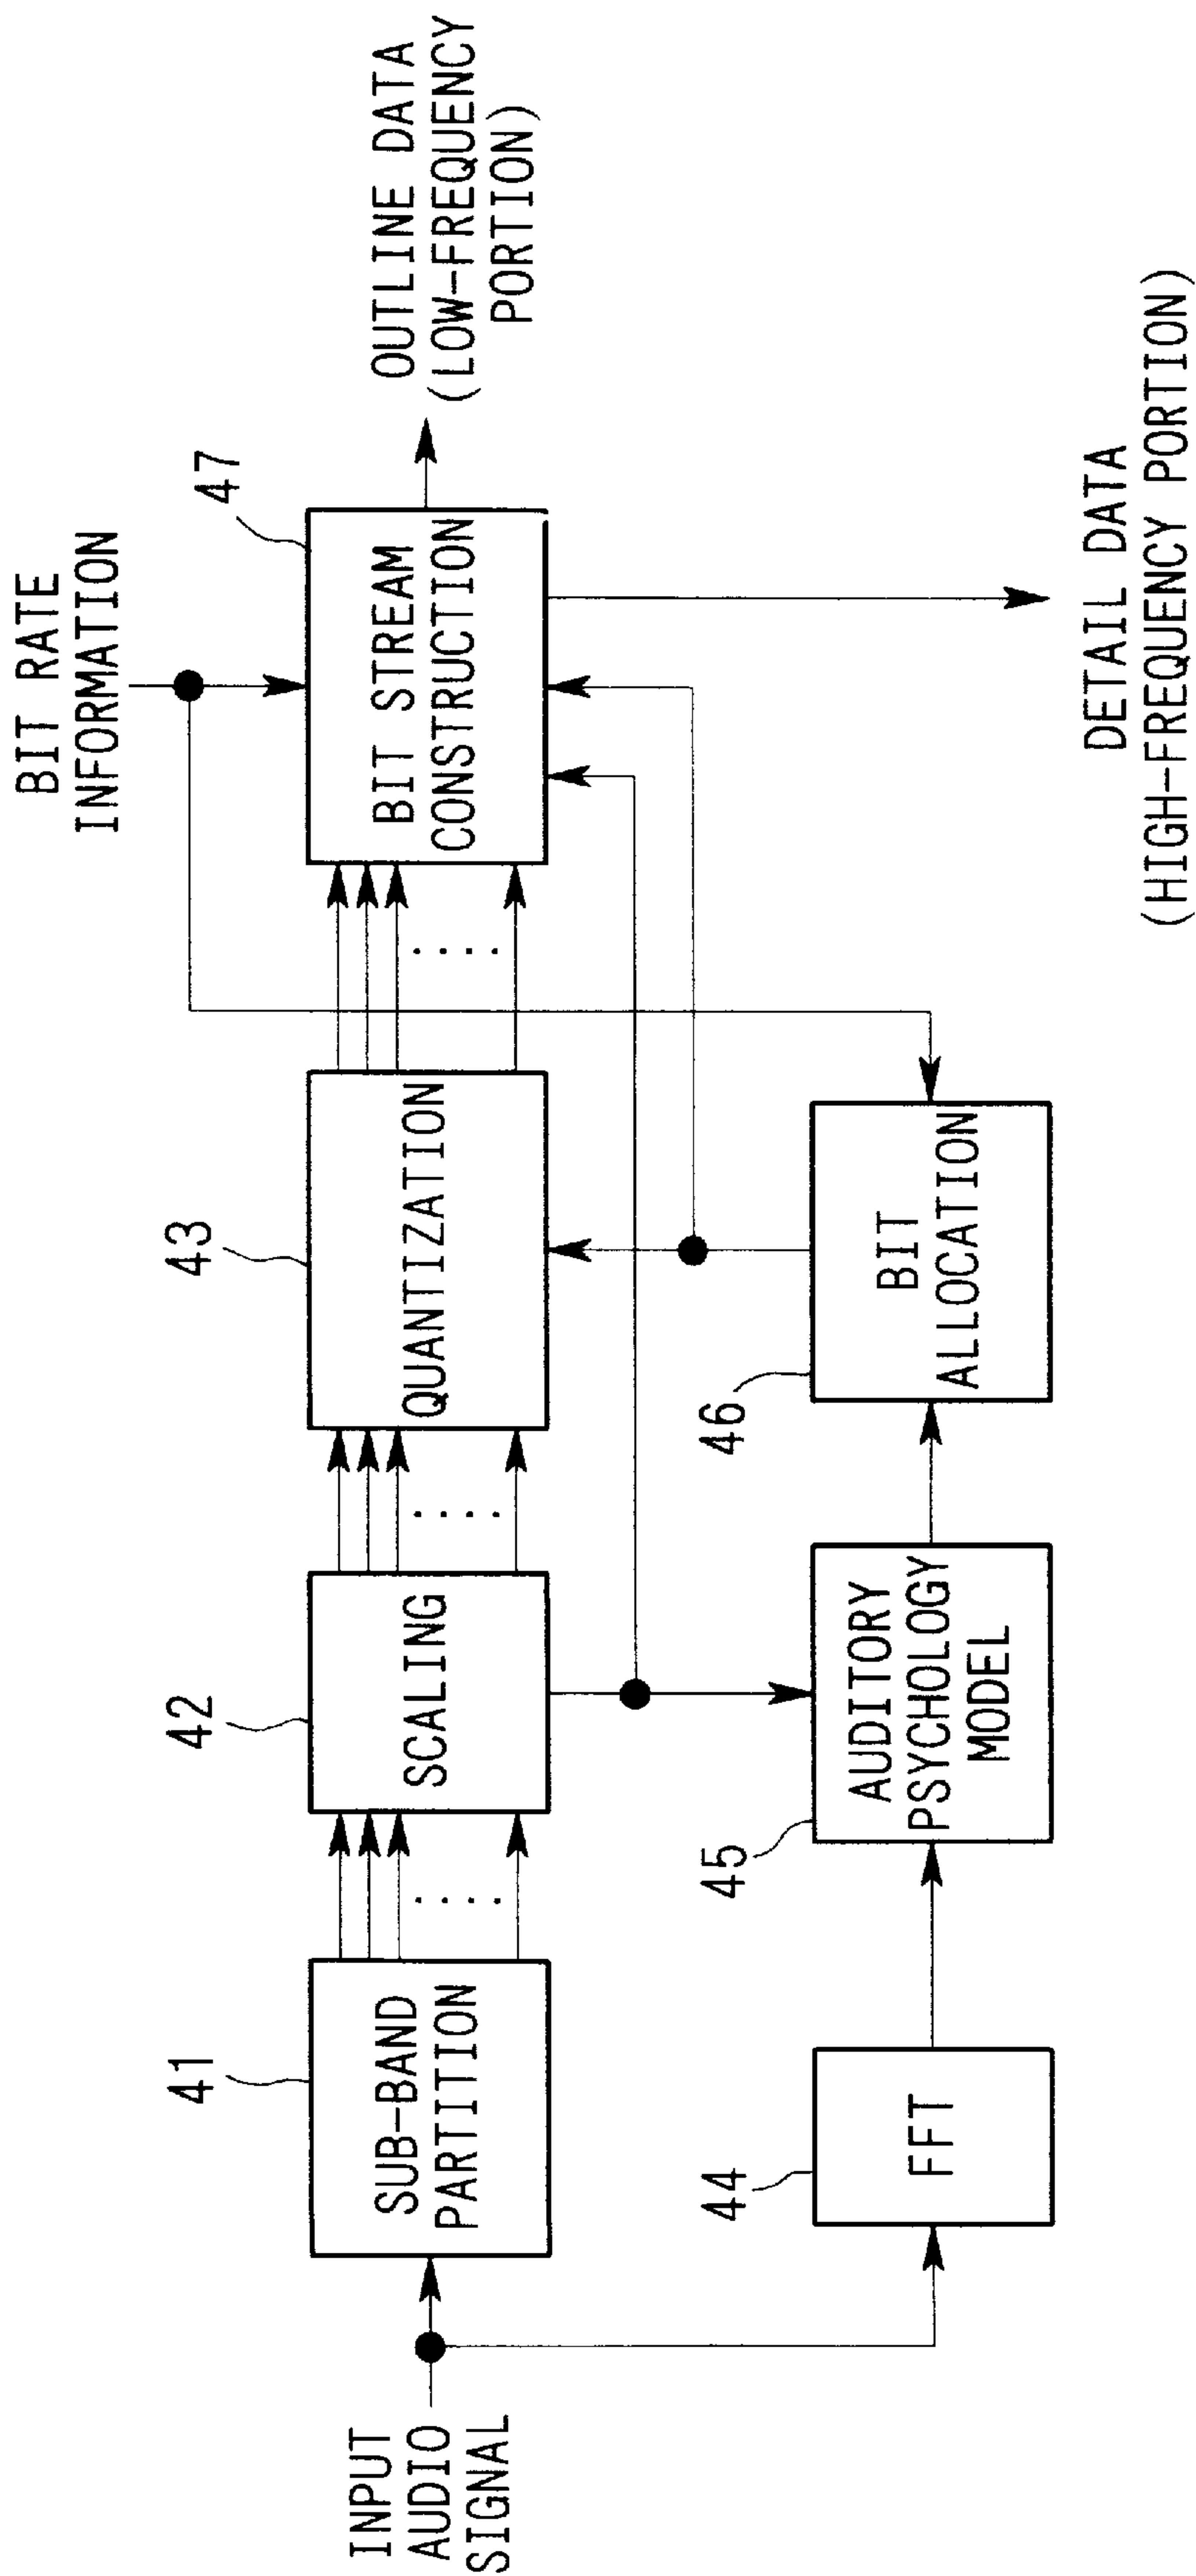 BIT RATE
INFORMATION
41
42
43
47
INPUT
AUDIO
SIGNAL
SUB-BAND
PARTITION
SCALING
QUANTIZATION
BIT STREAM
CONSTRUCTION
OUTLINE DATA
(LOW-FREQUENCY
PORTION)
44
45
46
FFT
AUDITORY
PSYCHOLOGY
MODEL
BIT
ALLOCATION
DETAIL DATA
(HIGH-FREQUENCY PORTION)